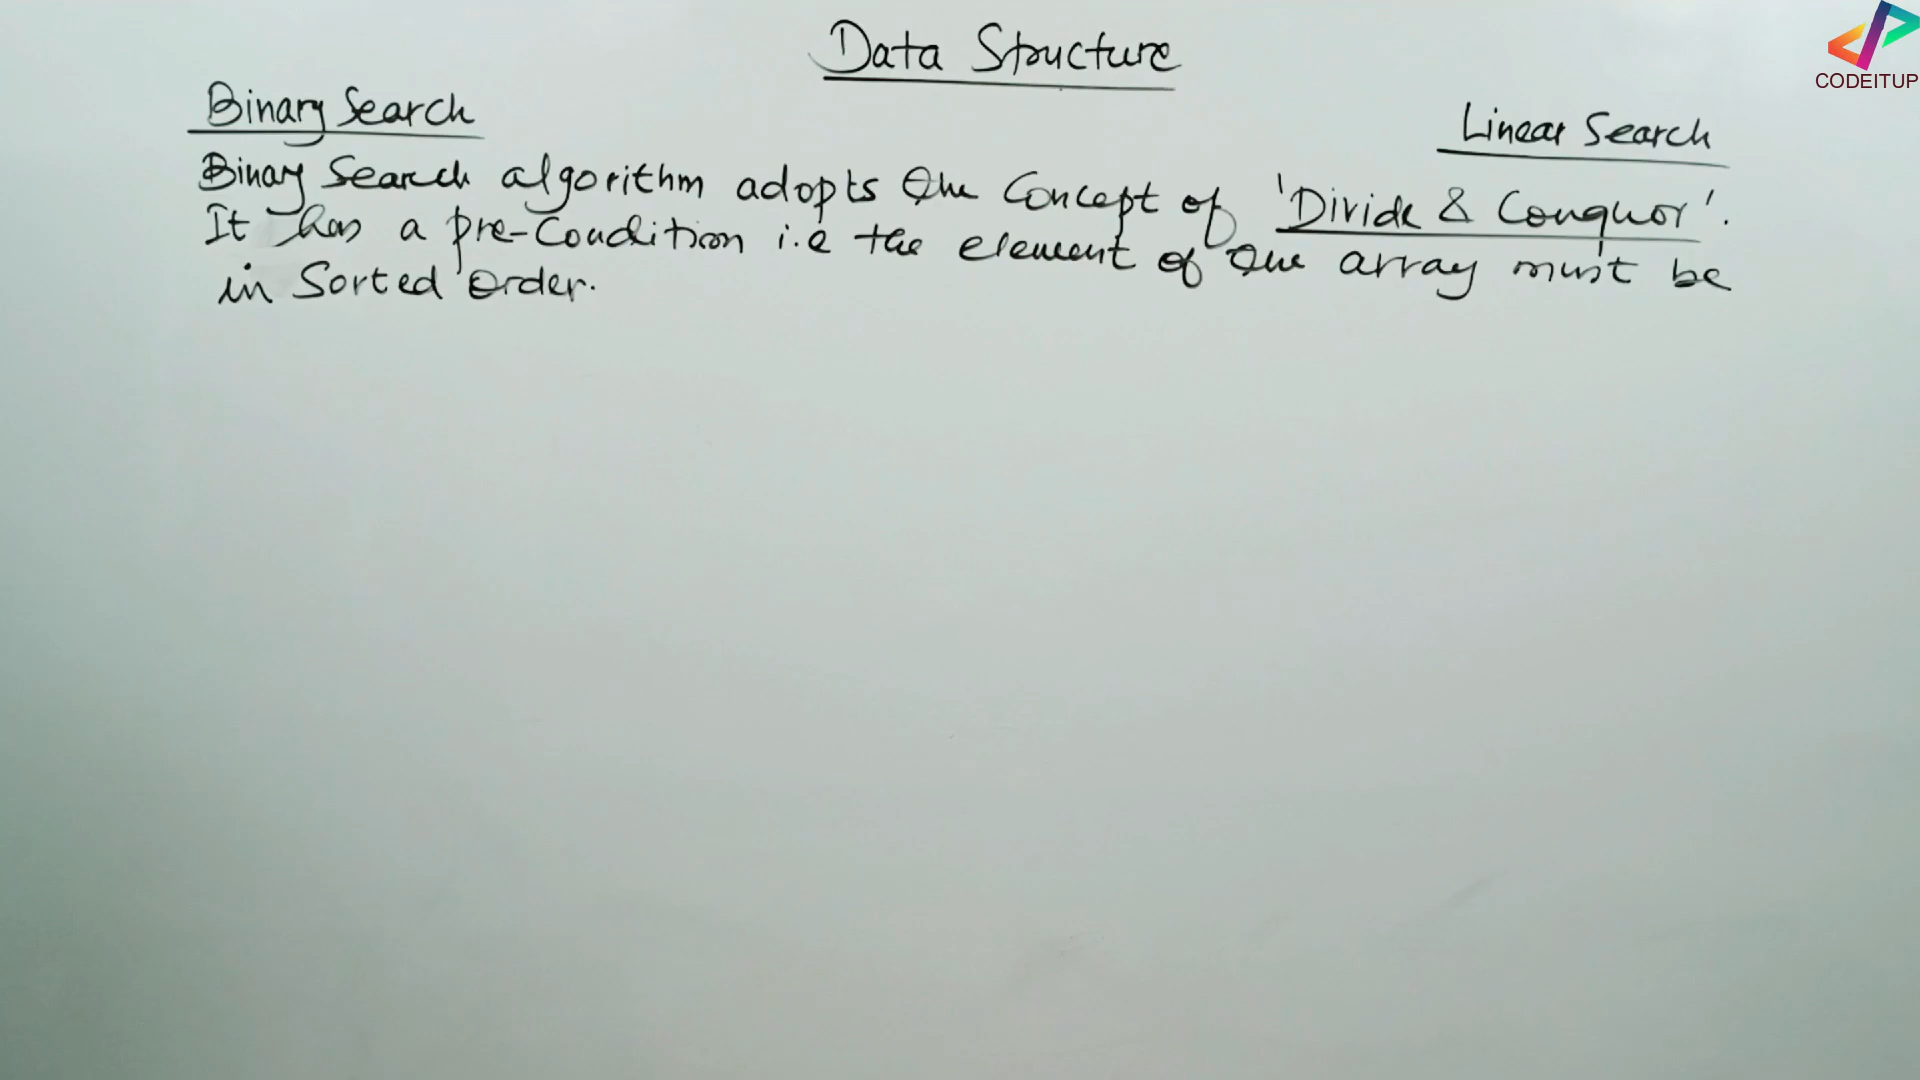 Data Structure
CODEITUP
Binary Search
Linear Search
Binary Search algorithm adopts the Concept of 'Divide & Conquor'.
It has a pre-Condition i.e the element of the array must be
in Sorted Order.